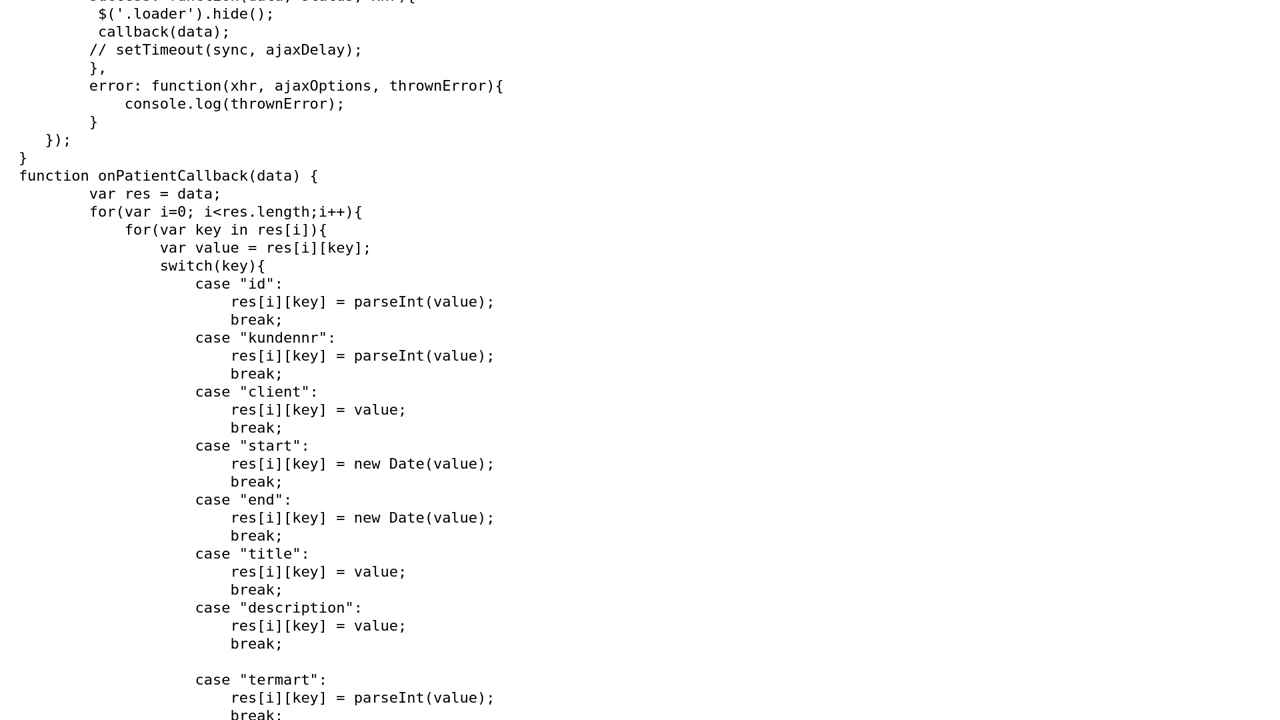 $('.loader').hide();
callback(data);
// setTimeout(sync, ajaxDelay);
},
error: function(xhr, ajaxOptions, thrownError){
console.log(thrownError);
}
});
}
function onPatientCallback(data) {
var res = data;
for(var i=0; i<res.length;i++){
for(var key in res[i]){
var value = res[i][key];
switch(key){
case "id":
res[i][key] = parseInt(value);
break;
case "kundennr":
res[i][key] = parseInt(value);
break;
case "client":
res[i][key] = value;
break;
case "start":
res[i][key] = new Date(value);
break;
case "end":
res[i][key] = new Date(value);
break;
case "title":
res[i][key] = value;
break;
case "description":
res[i][key] = value;
break;
case "termart":
res[i][key] = parseInt(value);
break;